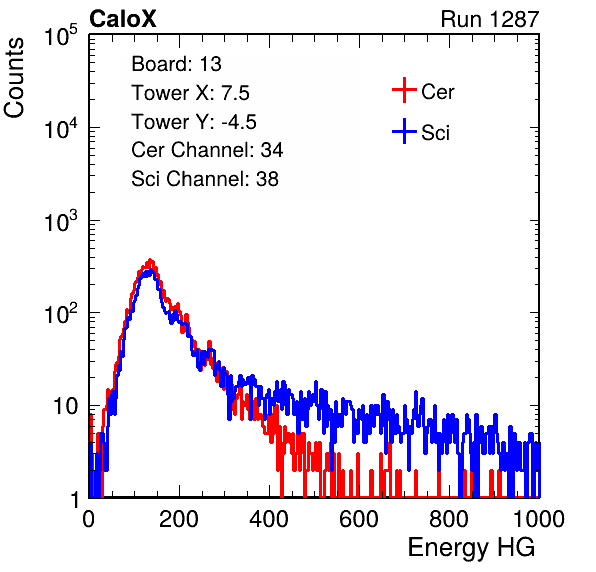 CaloX Run 1287
Counts
Board: 13
Tower X: 7.5
Tower Y: -4.5
Cer Channel: 34
Sci Channel: 38
Cer
Sci
10^5
10^4
10^3
10^2
10
1
0 200 400 600 800 1000
Energy HG